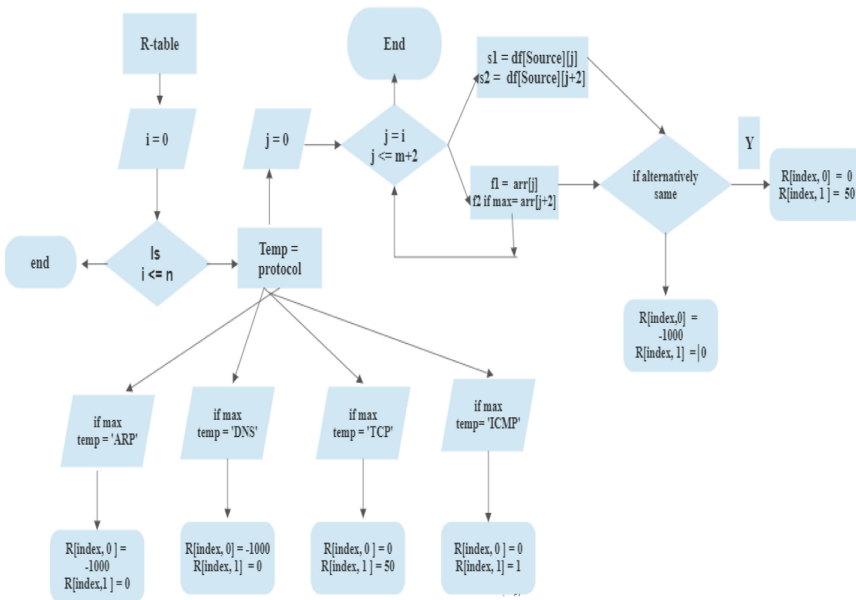 R-table
End
s1 = df[Source][j]
s2 = df[Source][j+2]
i = 0
j = 0
j = i
j <= m+2
Y
f1 = arr[j]
f2 if max= arr[j+2]
if alternatively
same
R[index, 0] = 0
R[index, 1 ] = 50
end
Is
i <= n
Temp =
protocol
R[index,0] =
-1000
R[index, 1] = 0
if max
temp = 'ARP'
if max
temp = 'DNS'
if max
temp = 'TCP'
if max
temp= 'ICMP'
R[index, 0 ] =
-1000
R[index,1 ] = 0
R[index, 0] = -1000
R[index, 1] = 0
R[index, 0 ] = 0
R[index, 1 ] = 50
R[index, 0 ] = 0
R[index, 1] = 1